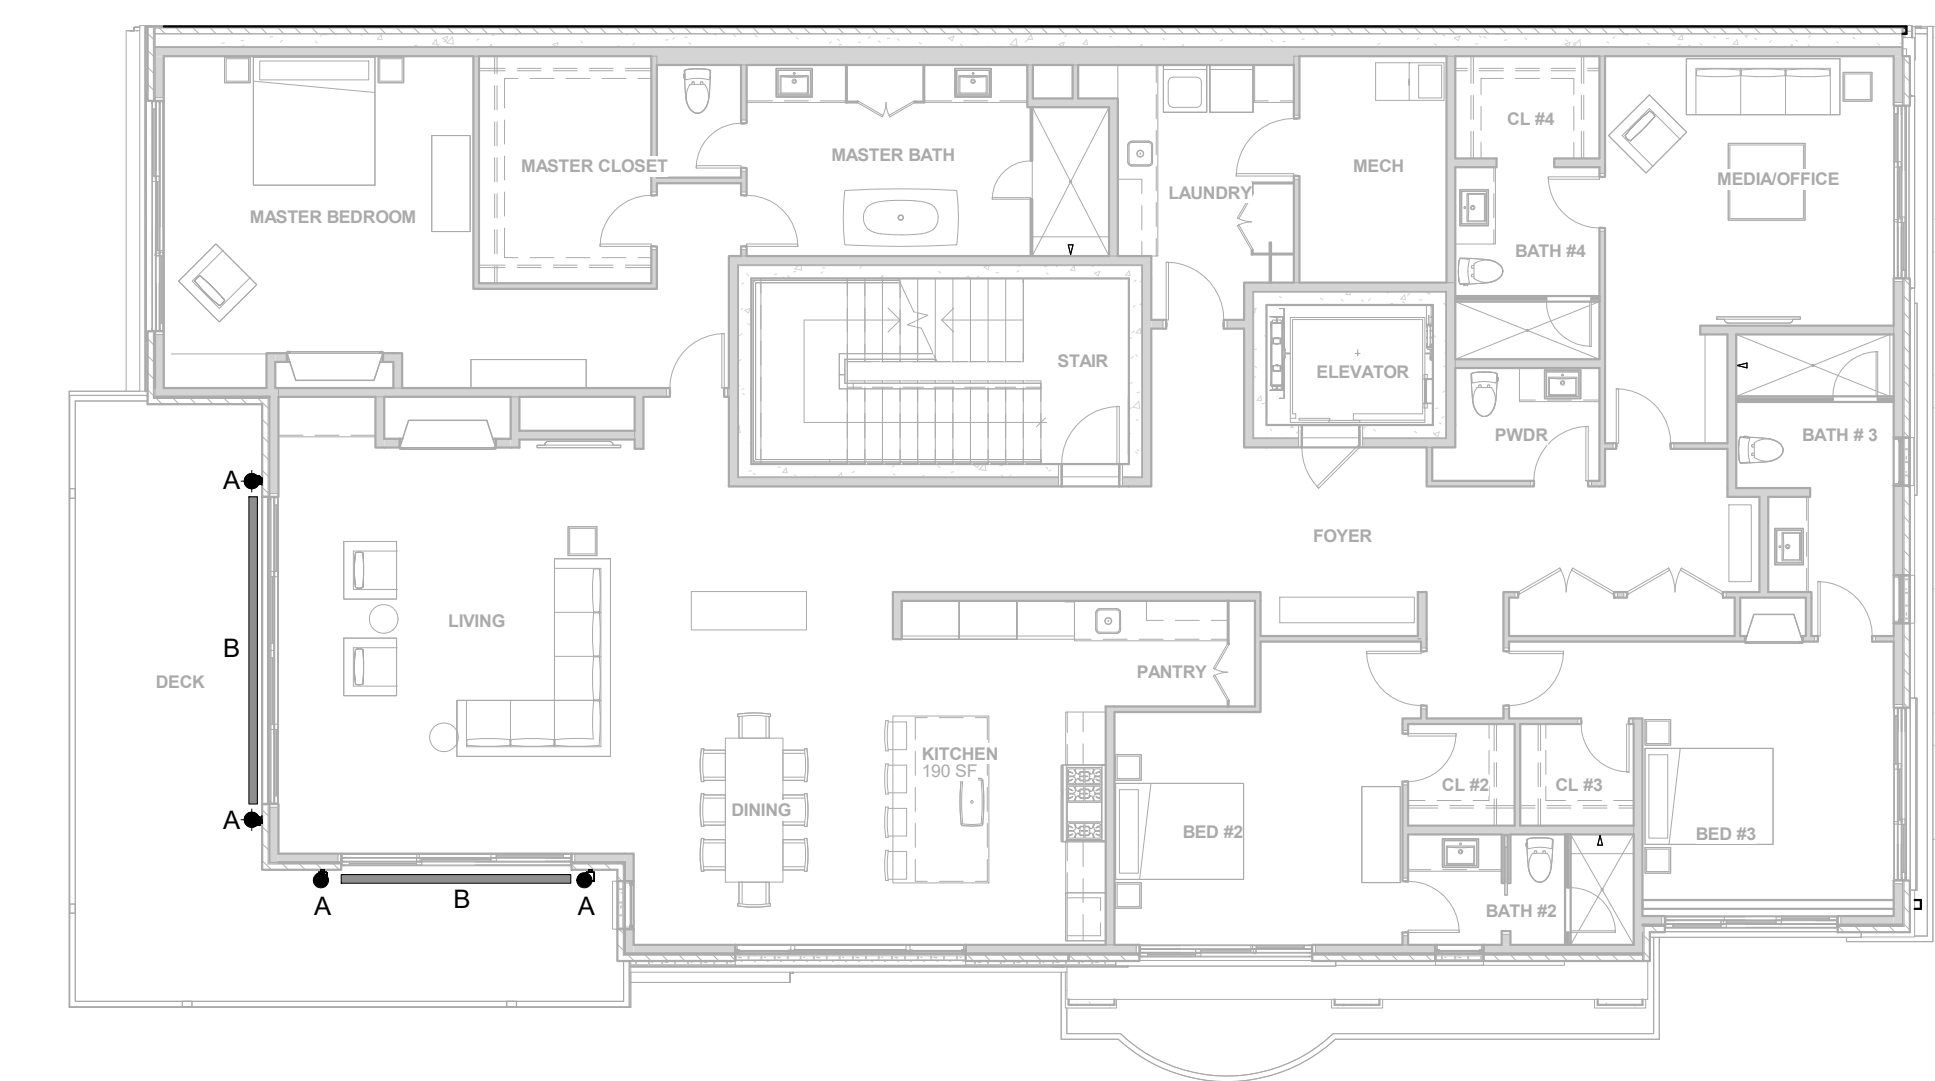 CL #4
MASTER BATH
MASTER CLOSET
MECH
MEDIA/OFFICE
LAUNDRY
MASTER BEDROOM
BATH #4
STAIR
ELEVATOR
PWDR
BATH # 3
A
FOYER
LIVING
B
PANTRY
DECK
KITCHEN
190 SF
CL #2
CL #3
DINING
A
BED #2
BED #3
A
B
A
BATH #2